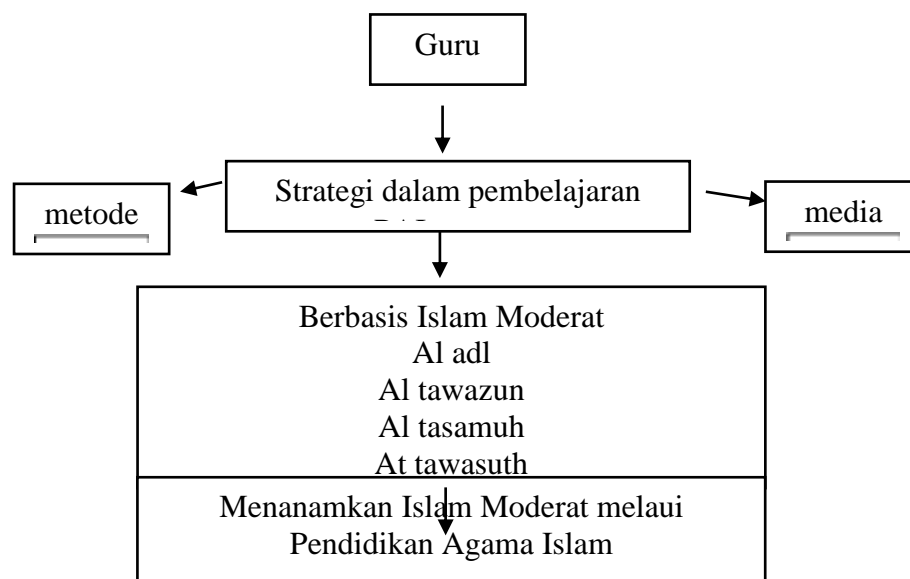 Guru
Strategi dalam pembelajaran
metode
media
Berbasis Islam Moderat
Al adl
Al tawazun
Al tasamuh
At tawasuth
Menanamkan Islam Moderat melaui
Pendidikan Agama Islam